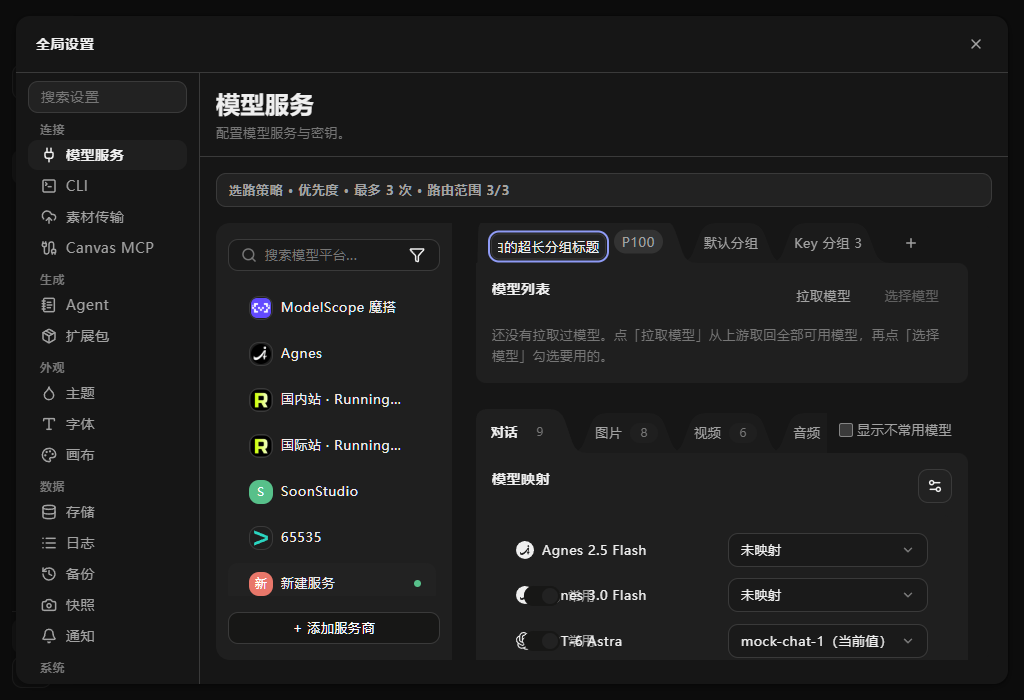 全局设置
搜索设置
连接
模型服务
CLI
素材传输
Canvas MCP
生成
Agent
扩展包
外观
主题
字体
画布
数据
存储
日志
备份
快照
通知
系统
模型服务
配置模型服务与密钥。
选路策略 • 优先度 • 最多 3 次 • 路由范围 3/3
搜索模型平台...
ModelScope 魔搭
Agnes
国内站 · Running...
国际站 · Running...
S SoonStudio
65535
新 新建服务
+ 添加服务商
的超长分组标题 P100 默认分组 Key 分组 3 +
模型列表
拉取模型 选择模型
还没有拉取过模型。点「拉取模型」从上游取回全部可用模型，再点「选择
模型」勾选要用的。
对话 9 图片 8 视频 6 音频 显示不常用模型
模型映射
Agnes 2.5 Flash 未映射
3.0 Flash 未映射
Astra mock-chat-1（当前值）